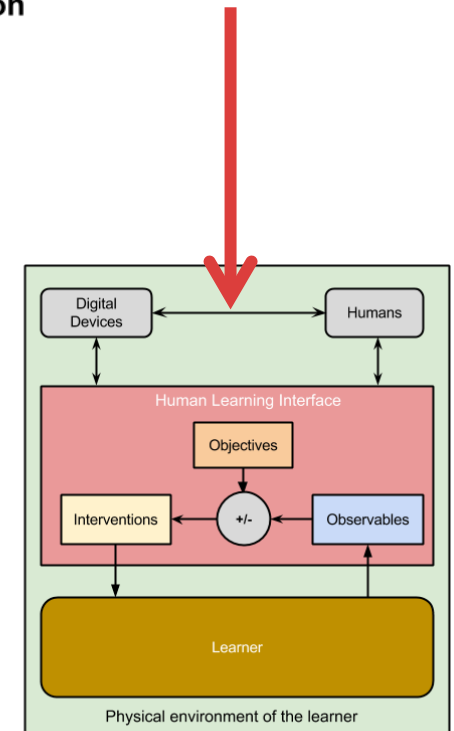 on
Digital
Devices
Humans
Human Learning Interface
Objectives
Interventions
+/-
Observables
Learner
Physical environment of the learner